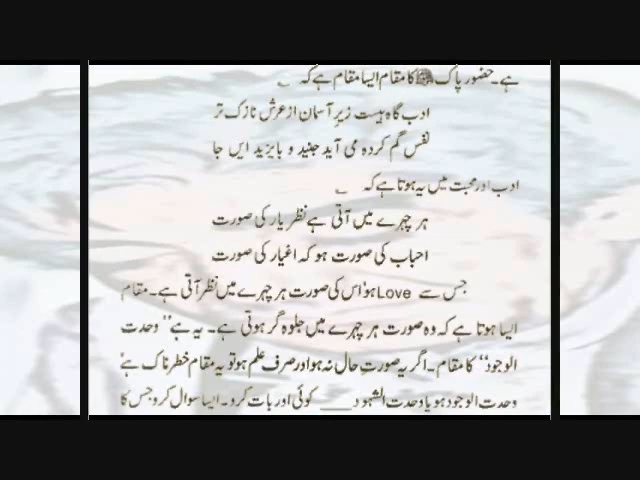 ہے۔ حضور پاک ﷺ کا مقام ایسا مقام ہے کہ ؎
ادب گاہ ہیست زیر آسمان از عرش نازک تر
نفس گم کردہ می آید جنید و بایزید ایں جا
ادب اور محبت میں یہ ہوتا ہے کہ ؎
ہر چہرے میں آتی ہے نظر یار کی صورت
احباب کی صورت ہو کہ اغیار کی صورت
جس سے Love ہو اس کی صورت ہر چہرے میں نظر آتی ہے۔ مقام
ایسا ہوتا ہے کہ وہ صورت ہر چہرے میں جلوہ گر ہوتی ہے۔ یہ ہے ”وحدت
الوجود“ کا مقام۔ اگر یہ صورتِ حال نہ ہو اور صرف علم ہو تو یہ مقام خطرناک ہے
وحدت الوجود ہو یا وحدت الشہود ____ کوئی اور بات کرو۔ ایسا سوال کرو جس کا